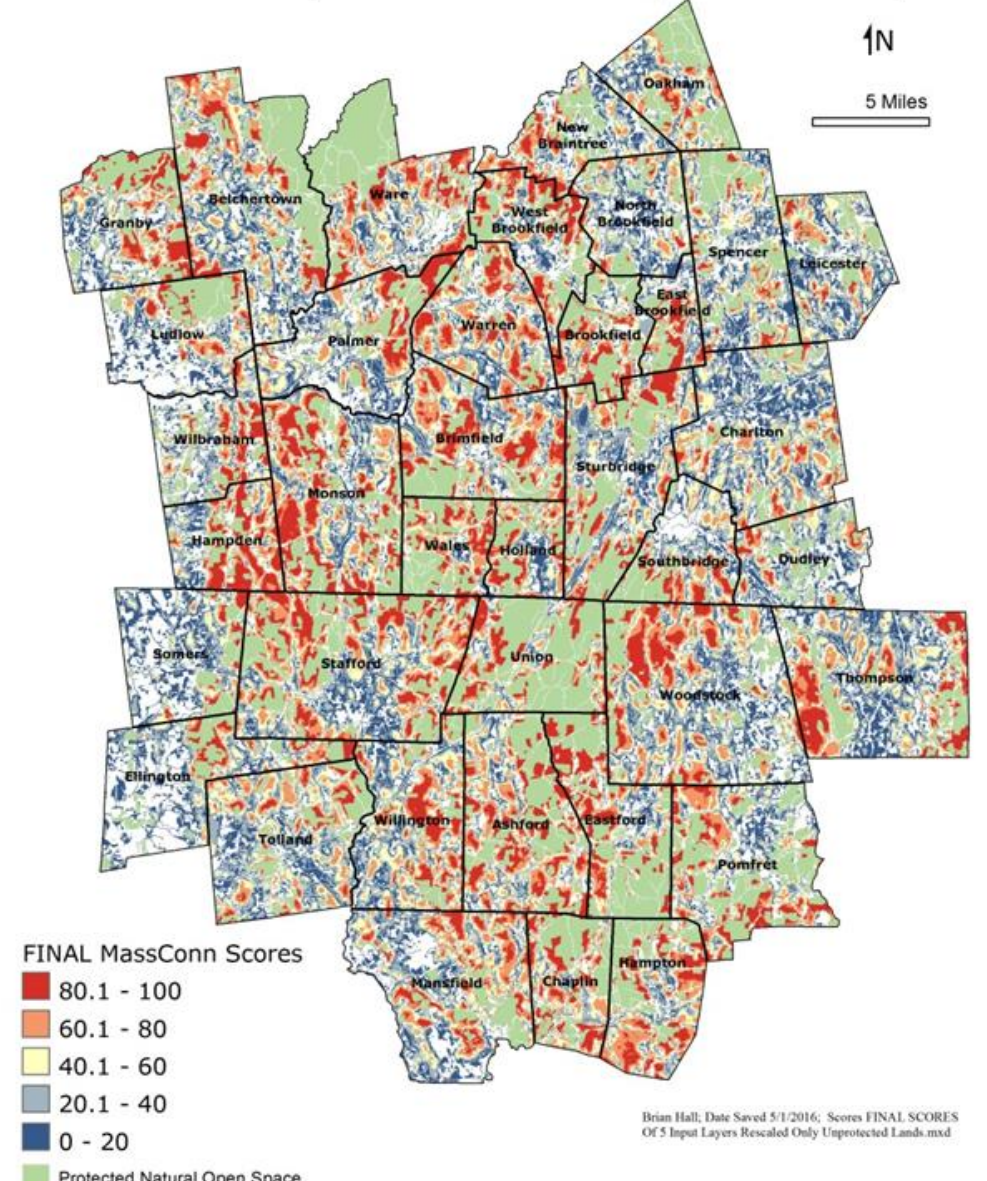 N
5 Miles
Oakham
New
Braintree
Ware
Belchertown
Granby
West
Brookfield
North
Brookfield
Spencer
Leicester
East
Brookfield
Ludlow
Palmer
Warren
Brookfield
Wilbraham
Brimfield
Charlton
Sturbridge
Monson
Hampden
Wales
Holland
Southbridge
Dudley
Somers
Stafford
Union
Woodstock
Thompson
Ellington
Tolland
Willington
Ashford
Eastford
Pomfret
Mansfield
Chaplin
Hampton
FINAL MassConn Scores
80.1 - 100
60.1 - 80
40.1 - 60
20.1 - 40
0 - 20
Protected Natural Open Space
Brian Hall; Date Saved 5/1/2016; Scores FINAL SCORES
Of 5 Input Layers Rescaled Only Unprotected Lands.mxd